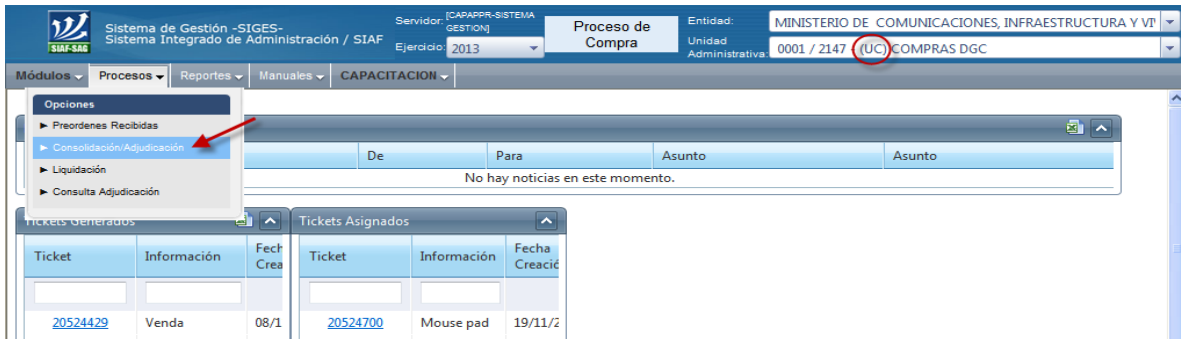 SIAF-SAG
Sistema de Gestión -SIGES-
Sistema Integrado de Administración / SIAF
Servidor: [CAPAPPR-SISTEMA GESTION]
Ejercicio: 2013
Proceso de
Compra
Entidad: MINISTERIO DE COMUNICACIONES, INFRAESTRUCTURA Y VI
Unidad Administrativa: 0001 / 2147 - (UC) COMPRAS DGC
Módulos Procesos Reportes Manuales CAPACITACION
Opciones
Preordenes Recibidas
Consolidación/Adjudicación
Liquidación
Consulta Adjudicación
De Para Asunto Asunto
No hay noticias en este momento.
Tickets Generados Tickets Asignados
Ticket Información Fech Crea Ticket Información Fecha Creació
20524429 Venda 08/1 20524700 Mouse pad 19/11/2